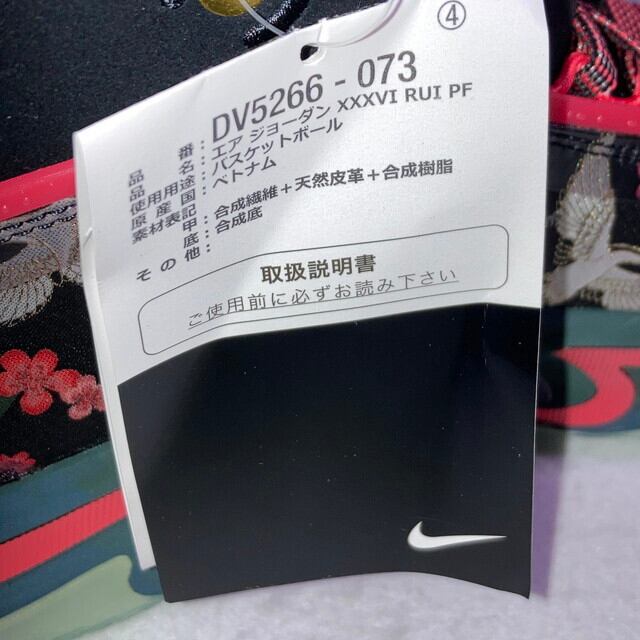 ④
品番: DV5266 - 073
品名: エア ジョーダン XXXVI RUI PF
使用用途: バスケットボール
原産国: ベトナム
素材表記
甲: 合成繊維+天然皮革+合成樹脂
底: 合成底
その他:
取扱説明書
ご使用前に必ずお読み下さい